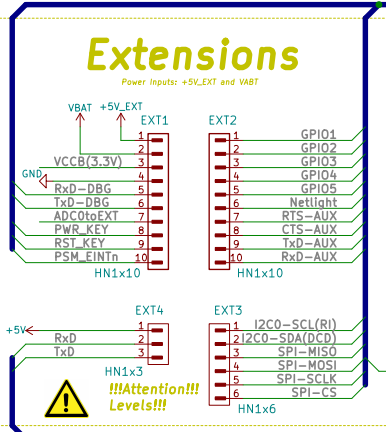 Extensions
Power Inputs: +5V_EXT and VABT
VBAT +5V_EXT
EXT1
1
2
VCCB(3.3V) 3
GND 4
RxD-DBG 5
TxD-DBG 6
ADC0toEXT 7
PWR_KEY 8
RST_KEY 9
PSM_EINTn 10
HN1x10
EXT2
1 GPIO1
2 GPIO2
3 GPIO3
4 GPIO4
5 GPIO5
6 Netlight
7 RTS-AUX
8 CTS-AUX
9 TxD-AUX
10 RxD-AUX
HN1x10
EXT4
+5V 1
RxD 2
TxD 3
HN1x3
!!!Attention!!!
Levels!!!
EXT3
1 I2C0-SCL(RI)
2 I2C0-SDA(DCD)
3 SPI-MISO
4 SPI-MOSI
5 SPI-SCLK
6 SPI-CS
HN1x6